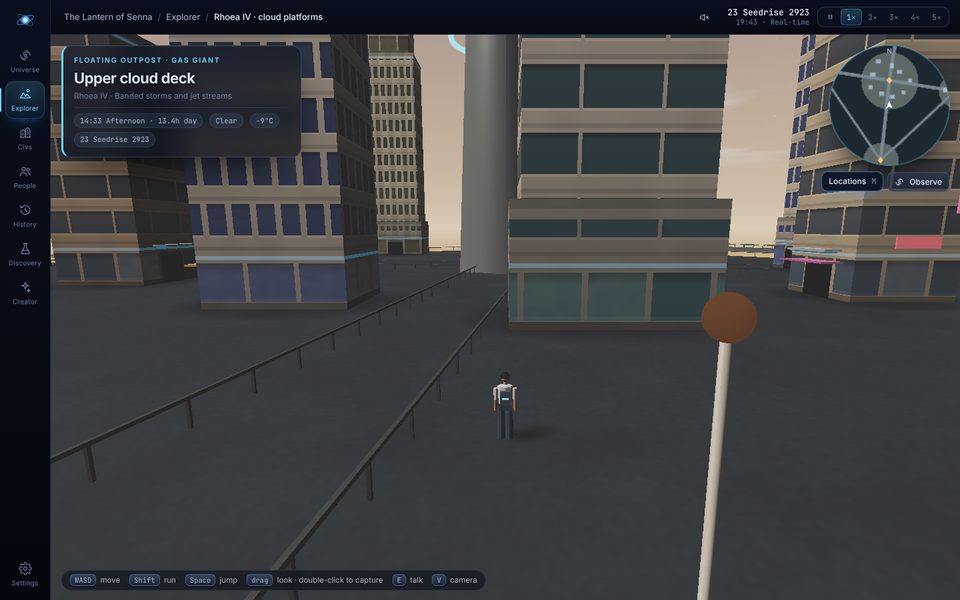 The Lantern of Senna / Explorer / Rhoea IV · cloud platforms
23 Seedrise 2923
19:43 · Real-time
1× 2× 3× 4× 5×
Universe
Explorer
Civs
People
History
Discovery
Creator
Settings
FLOATING OUTPOST · GAS GIANT
Upper cloud deck
Rhoea IV · Banded storms and jet streams
14:33 Afternoon · 13.4h day Clear -9°C
23 Seedrise 2923
N
Locations M Observe
WASD move Shift run Space jump drag look · double-click to capture E talk V camera